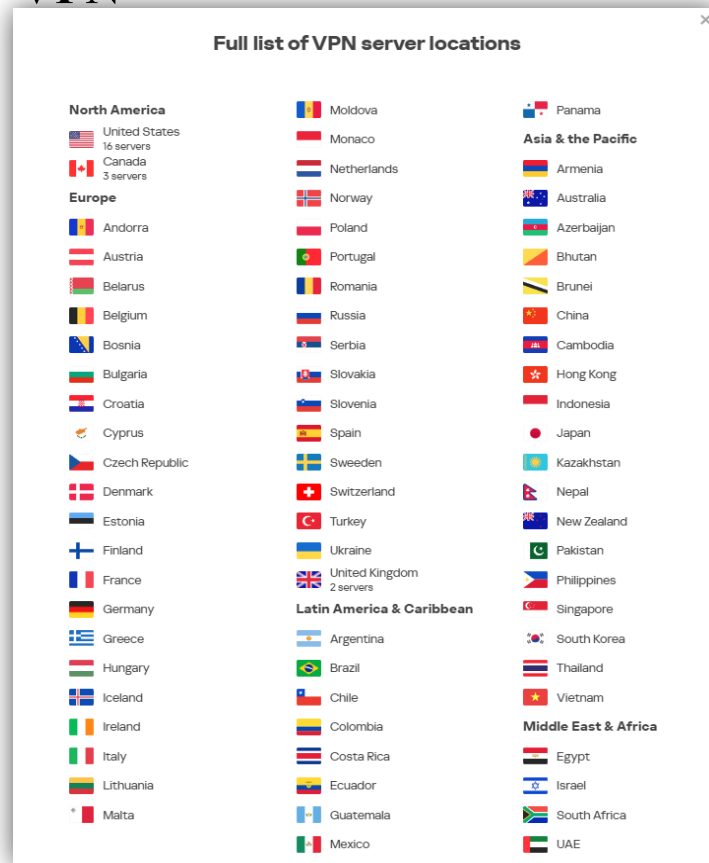 VPN
×
Full list of VPN server locations
North America
United States
16 servers
Canada
3 servers
Europe
Andorra
Austria
Belarus
Belgium
Bosnia
Bulgaria
Croatia
Cyprus
Czech Republic
Denmark
Estonia
Finland
France
Germany
Greece
Hungary
Iceland
Ireland
Italy
Lithuania
Malta
Moldova
Monaco
Netherlands
Norway
Poland
Portugal
Romania
Russia
Serbia
Slovakia
Slovenia
Spain
Sweeden
Switzerland
Turkey
Ukraine
United Kingdom
2 servers
Latin America & Caribbean
Argentina
Brazil
Chile
Colombia
Costa Rica
Ecuador
Guatemala
Mexico
Panama
Asia & the Pacific
Armenia
Australia
Azerbaijan
Bhutan
Brunei
China
Cambodia
Hong Kong
Indonesia
Japan
Kazakhstan
Nepal
New Zealand
Pakistan
Philippines
Singapore
South Korea
Thailand
Vietnam
Middle East & Africa
Egypt
Israel
South Africa
UAE